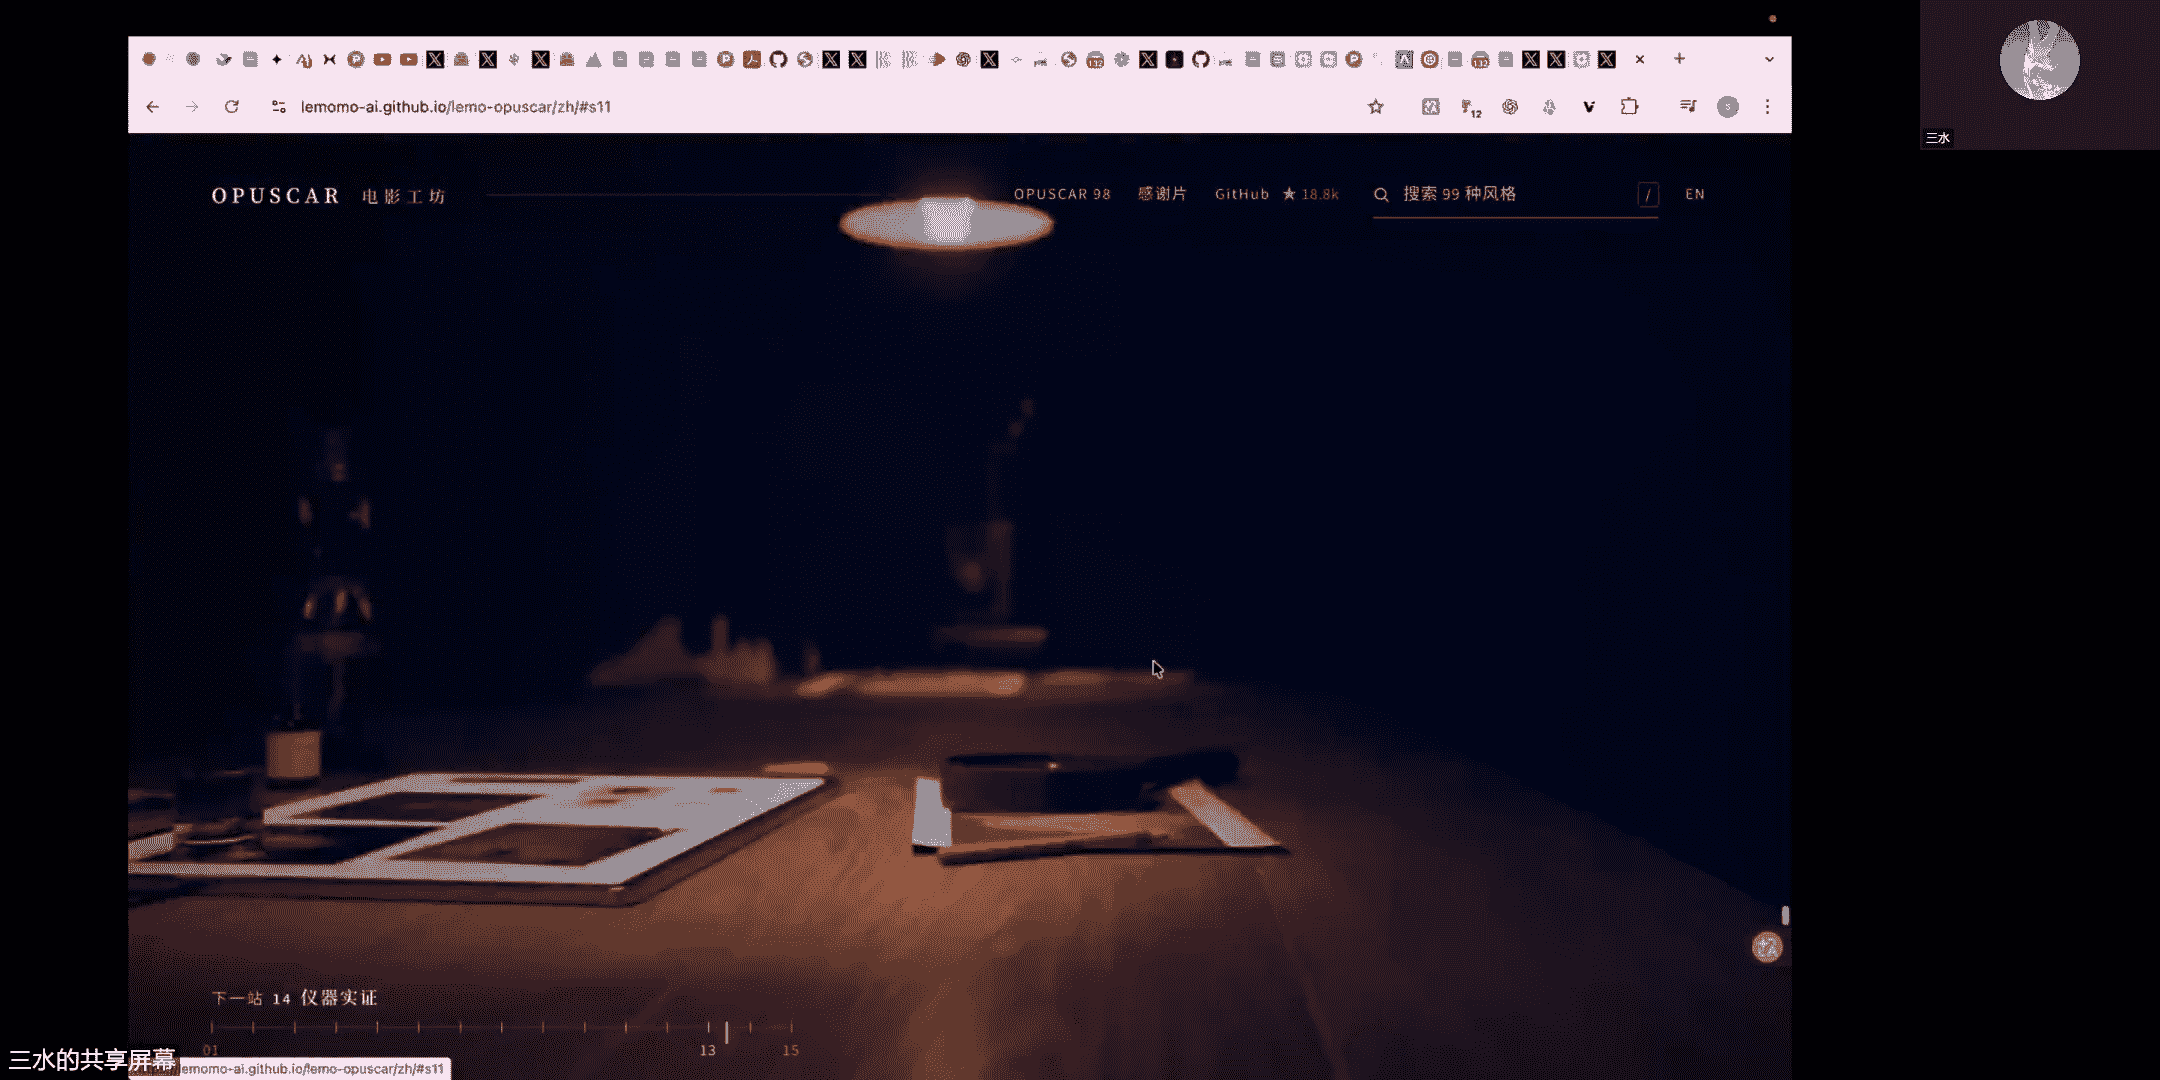 三水
lemomo-ai.github.io/lemo-opuscar/zh/#s11
12
s
OPUSCAR 电影工坊
OPUSCAR 98 感谢片 GitHub ★ 18.8k 搜索 99 种风格 / EN
下一站 14 仪器实证
01 13 15
三水的共享屏幕
lemomo-ai.github.io/lemo-opuscar/zh/#s11